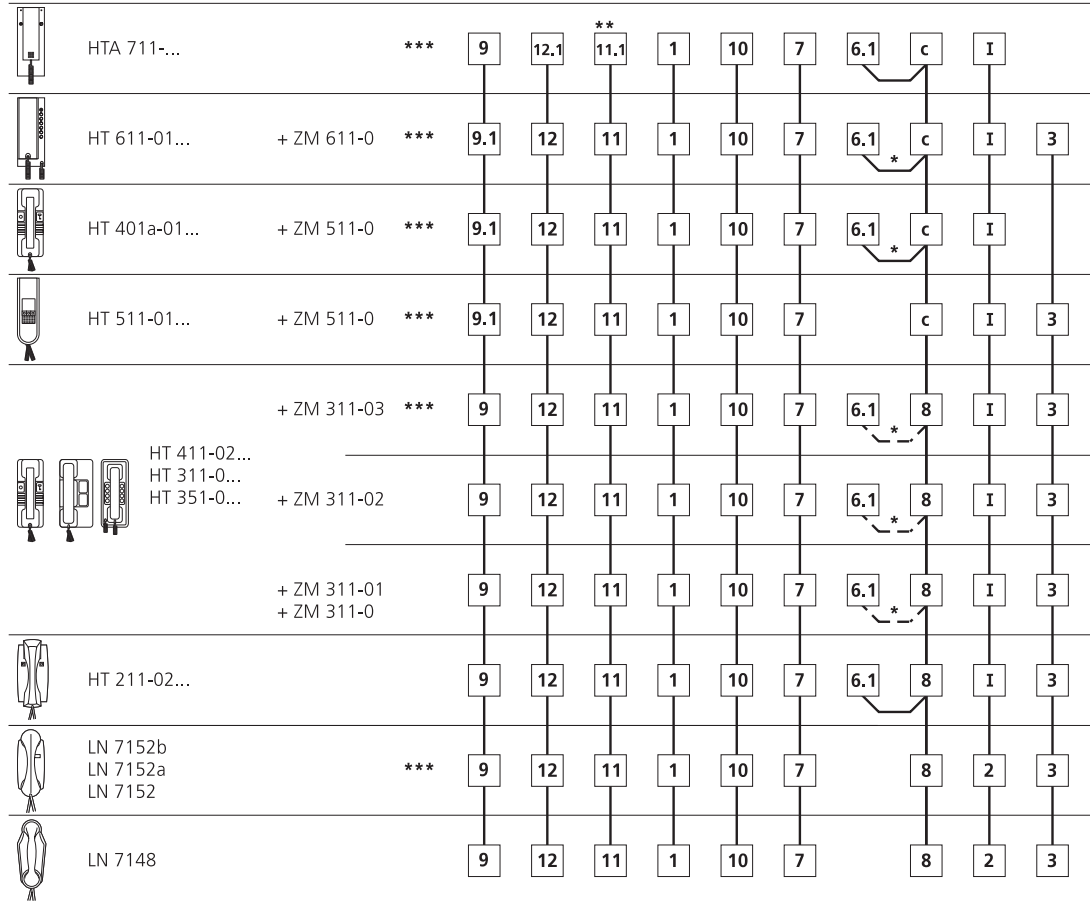 **
HTA 711-... *** 9 12.1 11.1 1 10 7 6.1 c I
HT 611-01... + ZM 611-0 *** 9.1 12 11 1 10 7 6.1 c I 3
*
HT 401a-01... + ZM 511-0 *** 9.1 12 11 1 10 7 6.1 c I
*
HT 511-01... + ZM 511-0 *** 9.1 12 11 1 10 7 c I 3
+ ZM 311-03 *** 9 12 11 1 10 7 6.1 8 I 3
*
HT 411-02...
HT 311-0...
HT 351-0... + ZM 311-02 9 12 11 1 10 7 6.1 8 I 3
*
+ ZM 311-01 9 12 11 1 10 7 6.1 8 I 3
+ ZM 311-0 *
HT 211-02... 9 12 11 1 10 7 6.1 8 I 3
LN 7152b
LN 7152a *** 9 12 11 1 10 7 8 2 3
LN 7152
LN 7148 9 12 11 1 10 7 8 2 3